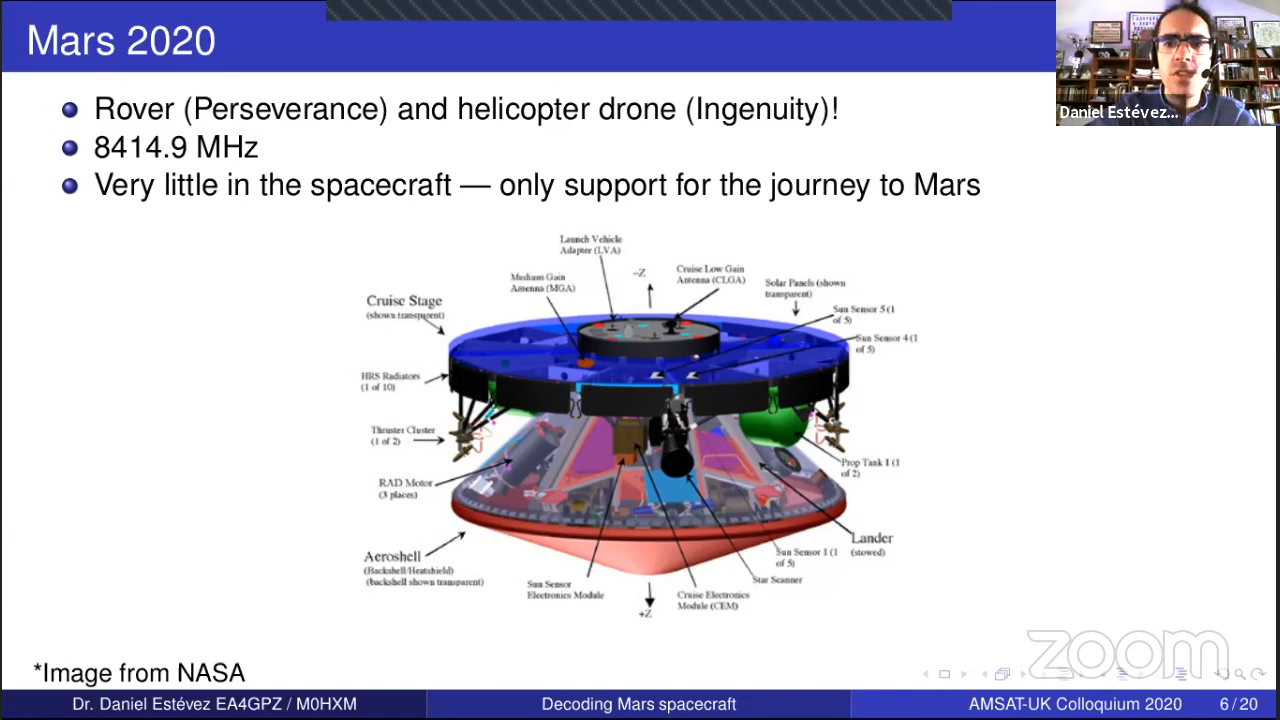 Mars 2020
Daniel Estévez...
Rover (Perseverance) and helicopter drone (Ingenuity)!
8414.9 MHz
Very little in the spacecraft — only support for the journey to Mars
Launch Vehicle
Adapter (LVA)
−Z
Cruise Low Gain
Antenna (CLGA)
Medium Gain
Antenna (MGA)
Solar Panels (shown
transparent)
Cruise Stage
(shown transparent)
Sun Sensor 5 (1
of 5)
Sun Sensor 4 (1
of 5)
HRS Radiators
(1 of 10)
Thruster Cluster
(1 of 2)
Prop Tank 1 (1
of 2)
RAD Motor
(3 places)
Lander
(stowed)
Aeroshell
(Backshell/Heatshield)
(backshell shown transparent)
Sun Sensor 1 (1
of 5)
Star Scanner
Sun Sensor
Electronics Module
Cruise Electronics
Module (CEM)
+Z
zoom
*Image from NASA
Dr. Daniel Estévez EA4GPZ / M0HXM
Decoding Mars spacecraft
AMSAT-UK Colloquium 2020
6 / 20